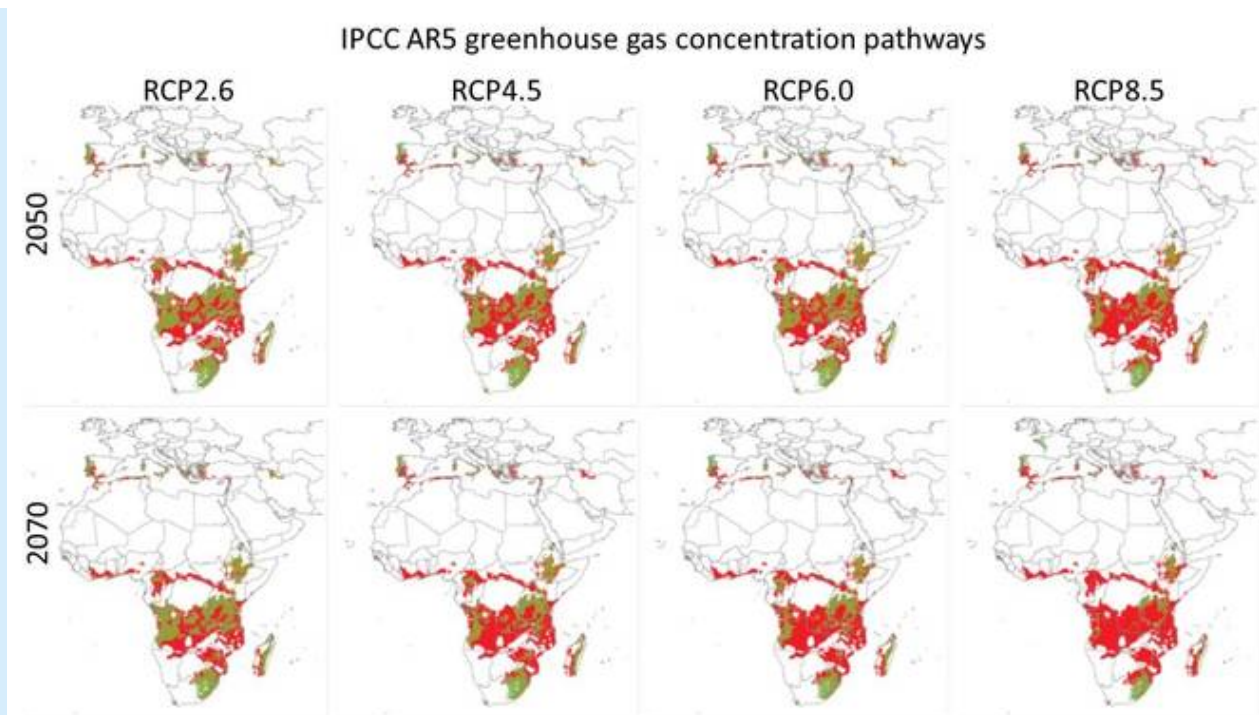 IPCC AR5 greenhouse gas concentration pathways
RCP2.6 RCP4.5 RCP6.0 RCP8.5
2050
2070